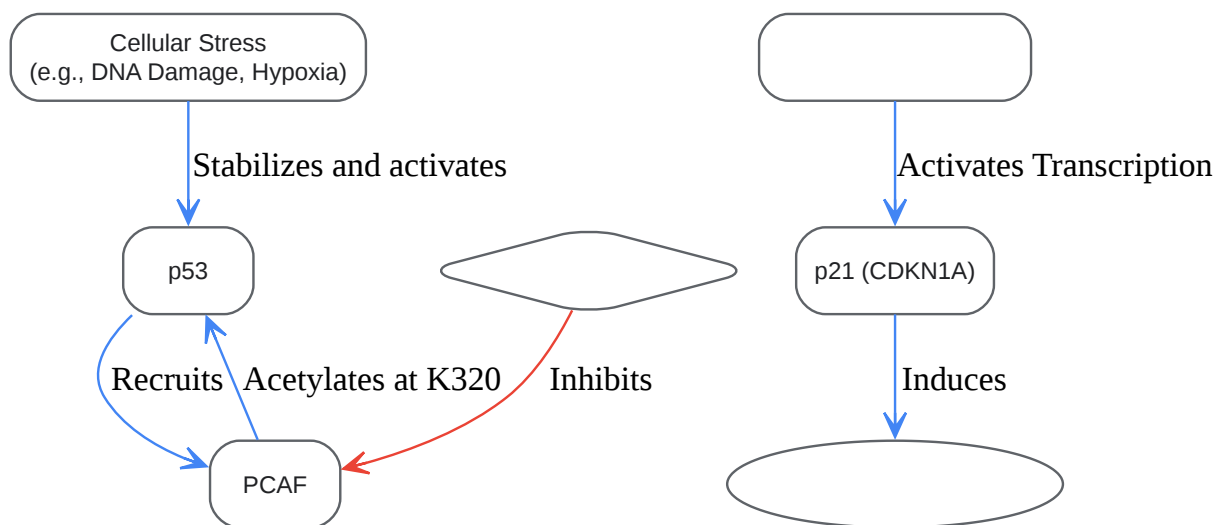 Cellular Stress
(e.g., DNA Damage, Hypoxia)
Stabilizes and activates
Activates Transcription
p53
p21 (CDKN1A)
Recruits
Acetylates at K320
Inhibits
Induces
PCAF